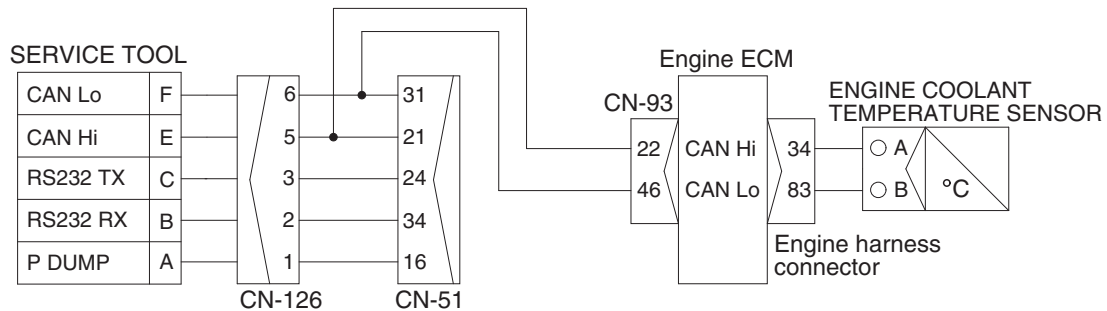 SERVICE TOOL
CAN Lo F 6 31
CAN Hi E 5 21
RS232 TX C 3 24
RS232 RX B 2 34
P DUMP A 1 16
CN-126 CN-51
Engine ECM
CN-93
22 CAN Hi 34
46 CAN Lo 83
Engine harness
connector
ENGINE COOLANT
TEMPERATURE SENSOR
A
B °C